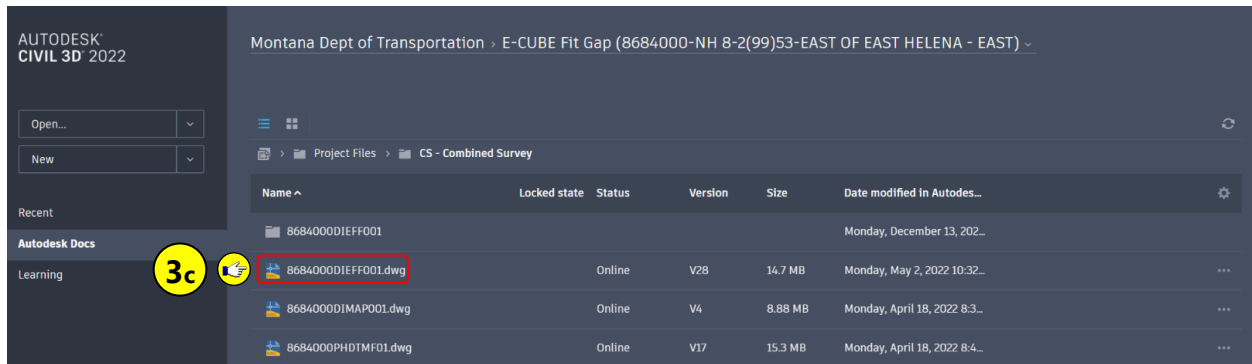 AUTODESK®
CIVIL 3D® 2022
Montana Dept of Transportation › E-CUBE Fit Gap (8684000-NH 8-2(99)53-EAST OF EAST HELENA - EAST)
Open...
New
Project Files > CS - Combined Survey
Name Locked state Status Version Size Date modified in Autodes...
Recent
8684000DIEFF001 Monday, December 13, 202...
Autodesk Docs
3c 8684000DIEFF001.dwg Online V28 14.7 MB Monday, May 2, 2022 10:32...
Learning
8684000DIMAP001.dwg Online V4 8.88 MB Monday, April 18, 2022 8:3...
8684000PHDTMF01.dwg Online V17 15.3 MB Monday, April 18, 2022 8:4...